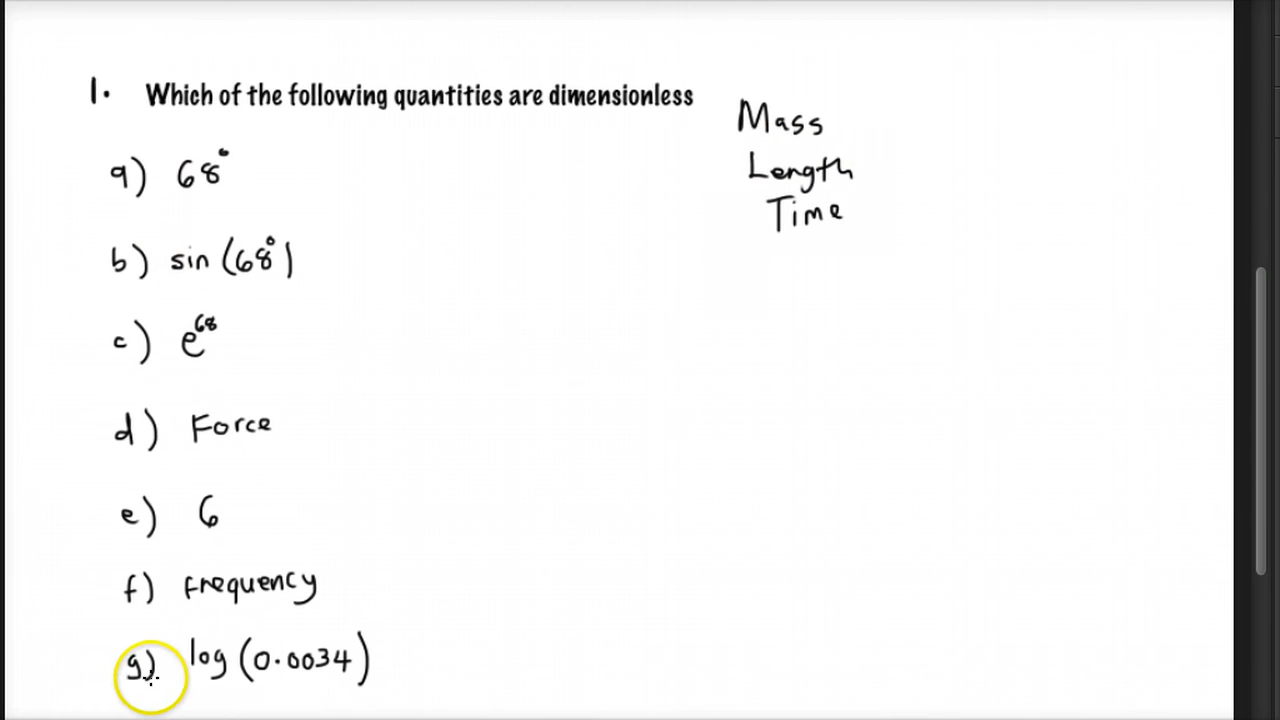 1. Which of the following quantities are dimensionless
Mass
Length
Time
a) 68°
b) sin (68°)
c) e^68
d) Force
e) 6
f) Frequency
g) log (0.0034)